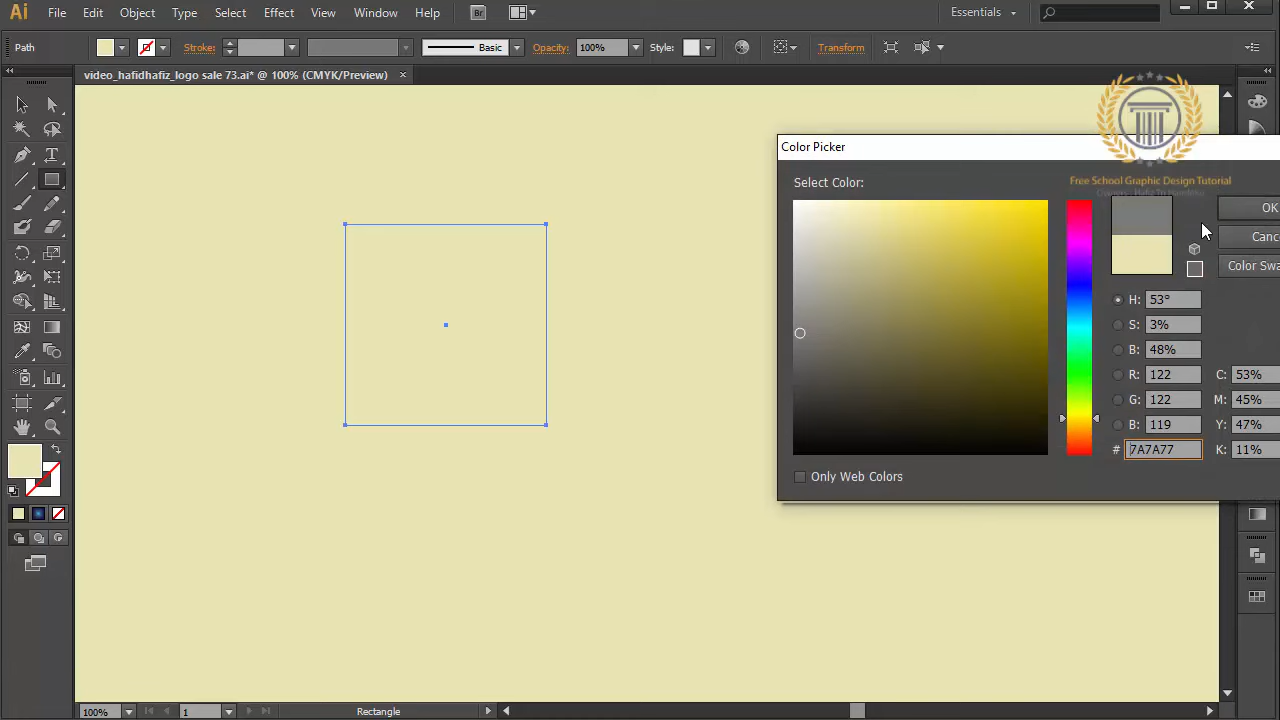 Ai File Edit Object Type Select Effect View Window Help Br Essentials
Path Stroke: Basic Opacity: 100% Style: Transform
video_hafidhafiz_logo sale 73.ai* @ 100% (CMYK/Preview)
Color Picker
Select Color:
Free School Graphic Design Tutorial
OK
Canc
Color Swa
H: 53°
S: 3%
B: 48%
R: 122 C: 53%
G: 122 M: 45%
B: 119 Y: 47%
# 7A7A77 K: 11%
Only Web Colors
100% 1 Rectangle